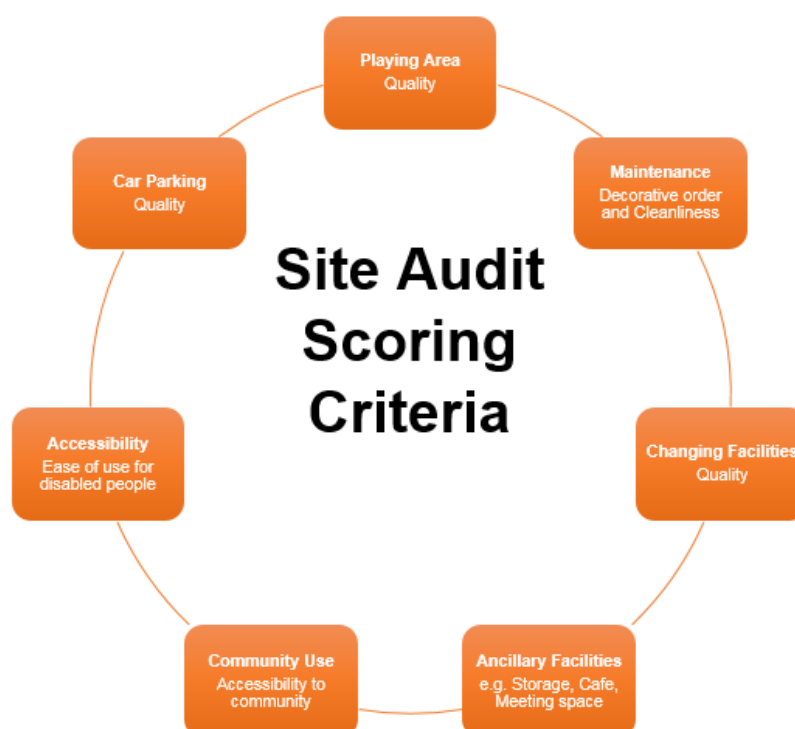 Playing Area
Quality
Maintenance
Decorative order
and Cleanliness
Changing Facilities
Quality
Ancillary Facilities
e.g. Storage, Cafe,
Meeting space
Community Use
Accessibility to
community
Accessibility
Ease of use for
disabled people
Car Parking
Quality
Site Audit
Scoring
Criteria